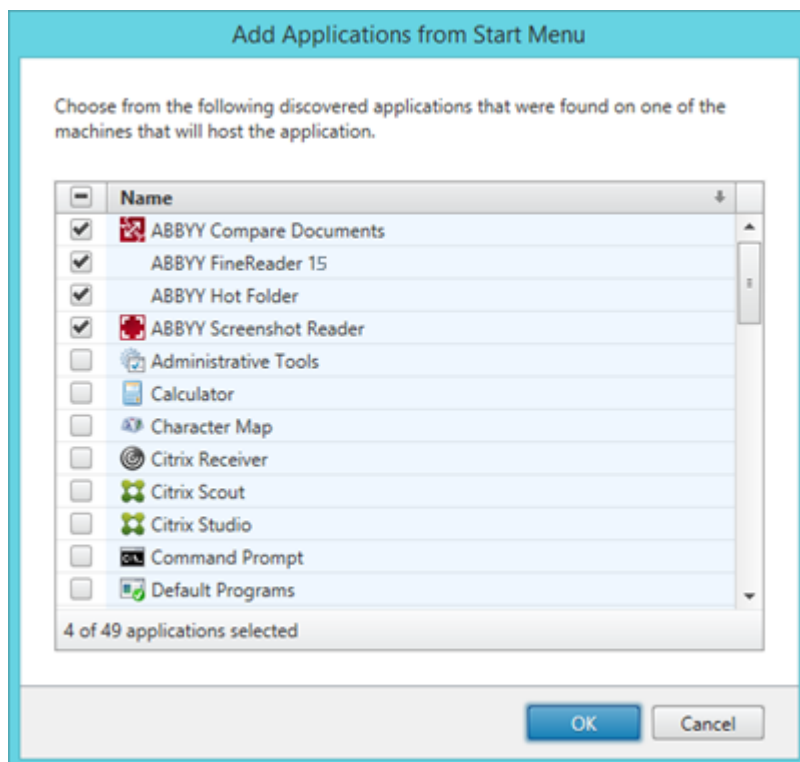 Add Applications from Start Menu
Choose from the following discovered applications that were found on one of the
machines that will host the application.
Name
ABBYY Compare Documents
ABBYY FineReader 15
ABBYY Hot Folder
ABBYY Screenshot Reader
Administrative Tools
Calculator
Character Map
Citrix Receiver
Citrix Scout
Citrix Studio
Command Prompt
Default Programs
4 of 49 applications selected
OK Cancel